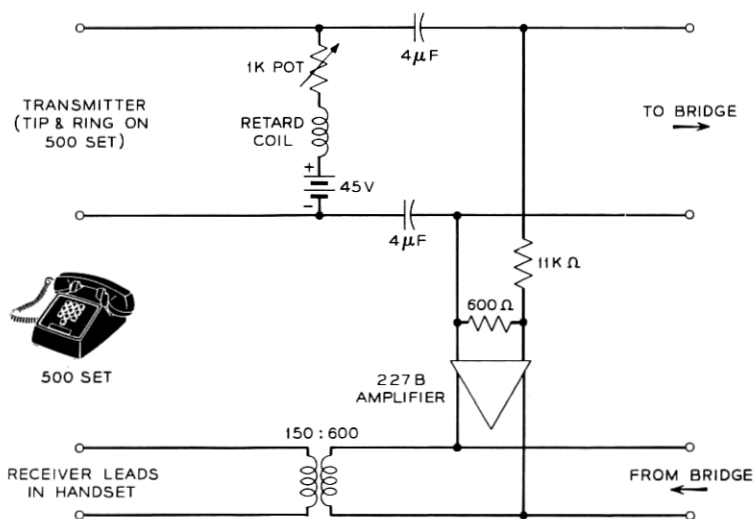 4µF
1K POT
TRANSMITTER
(TIP & RING ON
500 SET)
RETARD
COIL
TO BRIDGE
+
45V
-
4µF
11K Ω
600 Ω
500 SET
227B
AMPLIFIER
150 : 600
RECEIVER LEADS
IN HANDSET
FROM BRIDGE